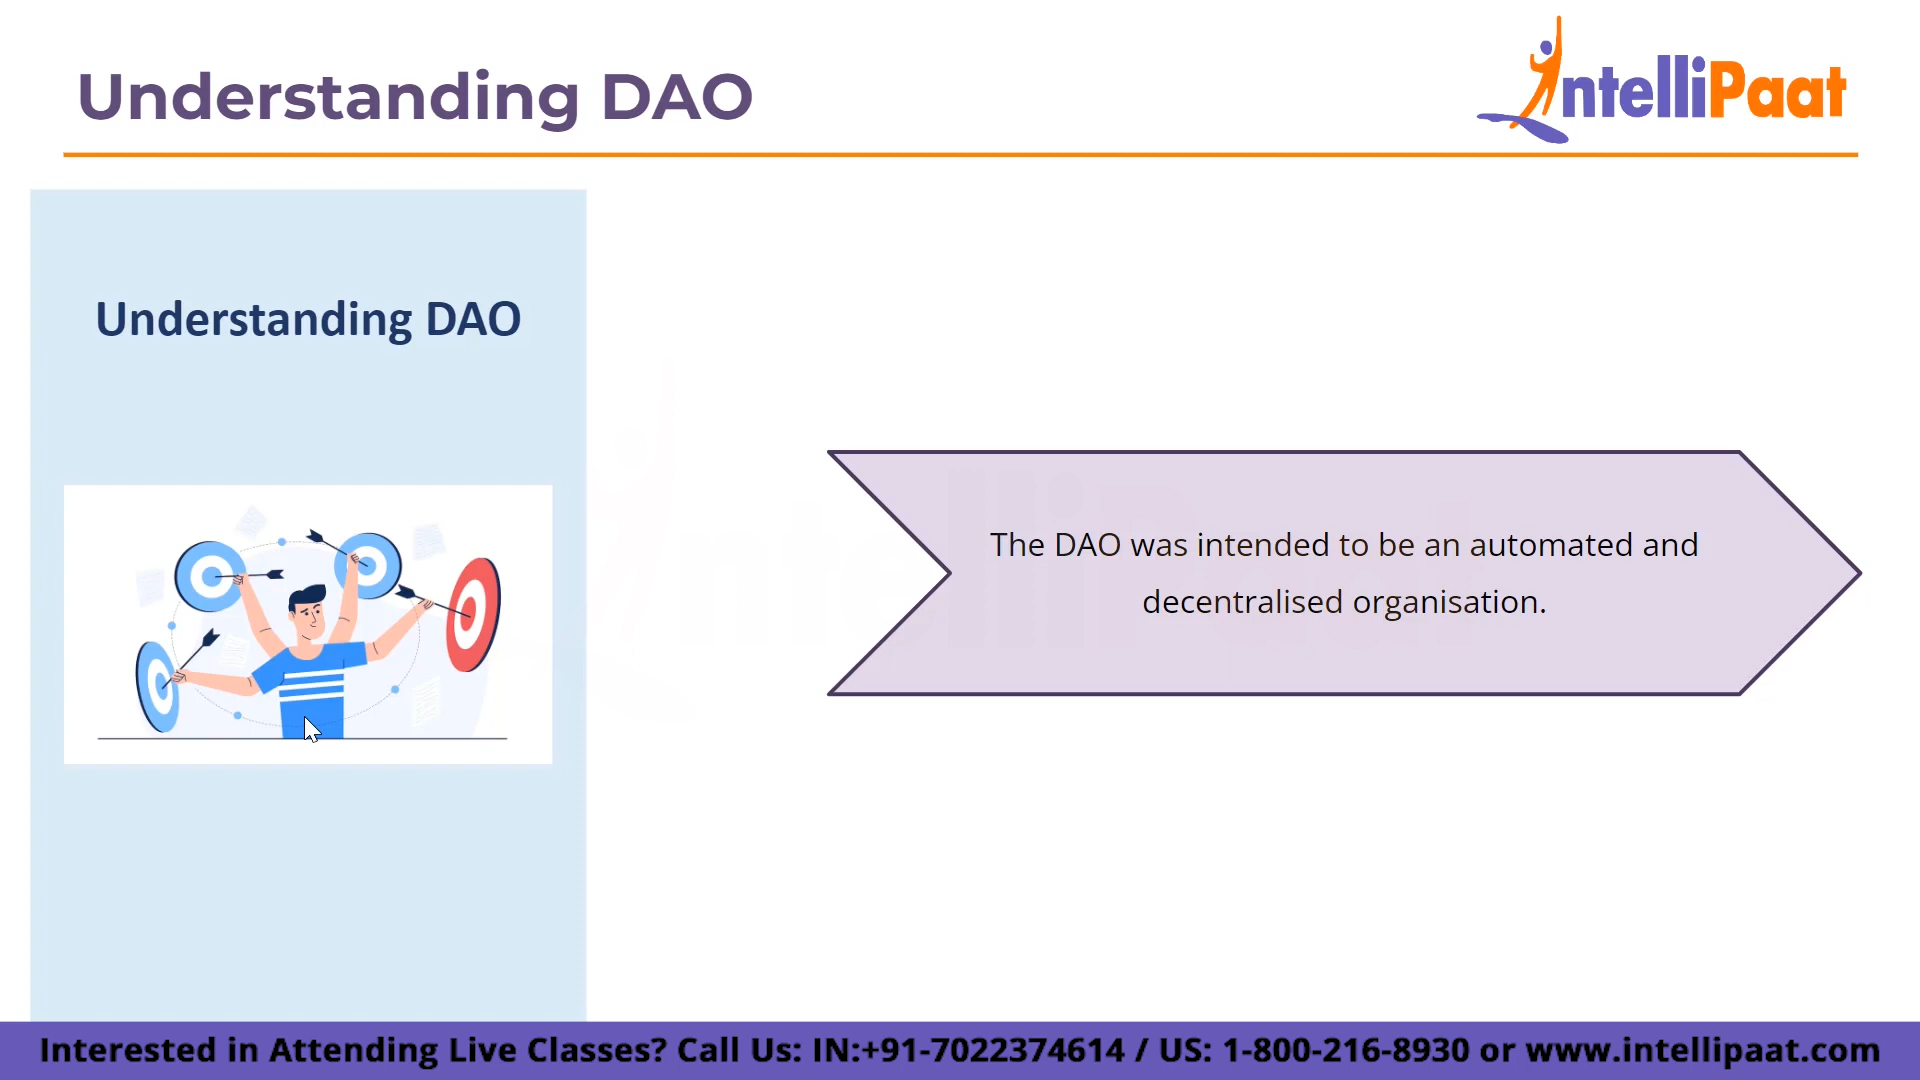 Understanding DAO
IntelliPaat
Understanding DAO
The DAO was intended to be an automated and
decentralised organisation.
Interested in Attending Live Classes? Call Us: IN:+91-7022374614 / US: 1-800-216-8930 or www.intellipaat.com